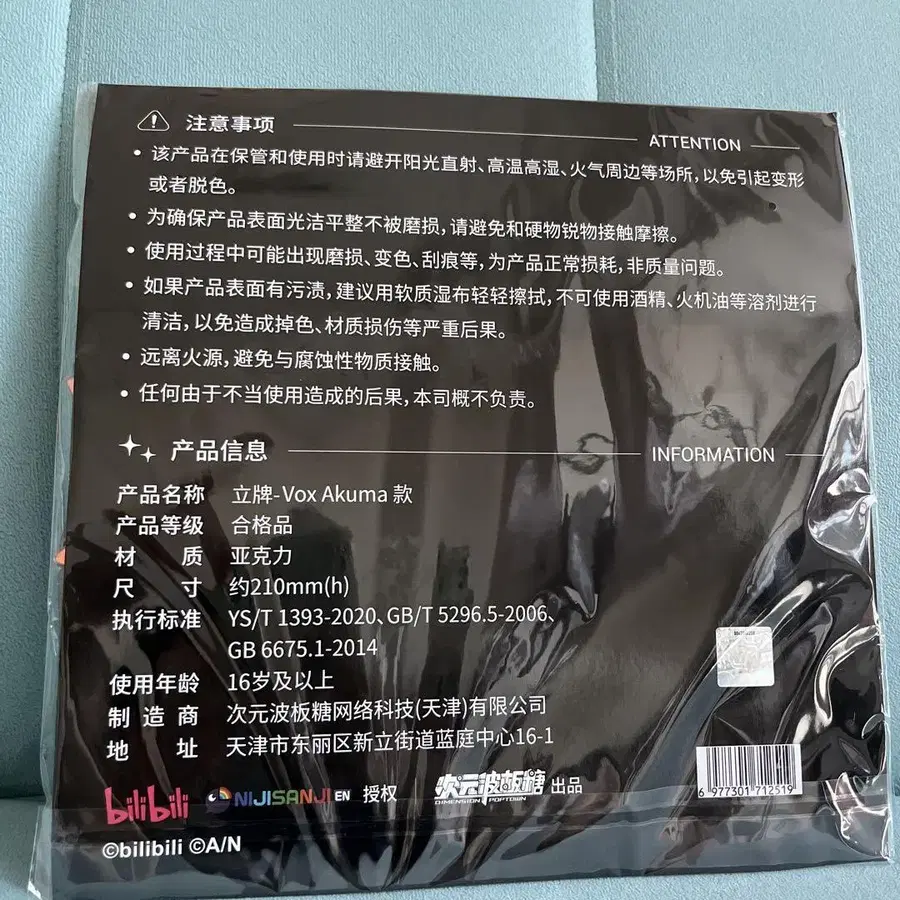 注意事项 ATTENTION
• 该产品在保管和使用时请避开阳光直射、高温高湿、火气周边等场所，以免引起变形
或者脱色。
• 为确保产品表面光洁平整不被磨损，请避免和硬物锐物接触摩擦。
• 使用过程中可能出现磨损、变色、刮痕等，为产品正常损耗，非质量问题。
• 如果产品表面有污渍，建议用软质湿布轻轻擦拭，不可使用酒精、火机油等溶剂进行
清洁，以免造成掉色、材质损伤等严重后果。
• 远离火源，避免与腐蚀性物质接触。
• 任何由于不当使用造成的后果，本司概不负责。
产品信息 INFORMATION
产品名称 立牌-Vox Akuma 款
产品等级 合格品
材 质 亚克力
尺 寸 约210mm(h)
执行标准 YS/T 1393-2020、GB/T 5296.5-2006、
GB 6675.1-2014
使用年龄 16岁及以上
制 造 商 次元波板糖网络科技(天津)有限公司
地 址 天津市东丽区新立街道蓝庭中心16-1
bilibili NIJISANJI EN 授权 次元波板糖 出品
DIMENSION POPTOWN
6 977301 712519
©bilibili ©A/N